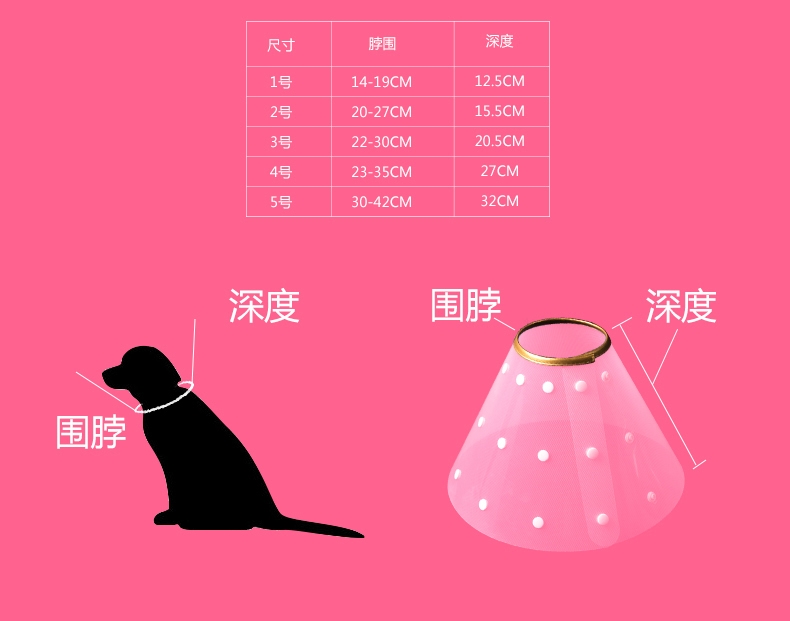 尺寸 脖围 深度
1号 14-19CM 12.5CM
2号 20-27CM 15.5CM
3号 22-30CM 20.5CM
4号 23-35CM 27CM
5号 30-42CM 32CM
深度
围脖
围脖
深度